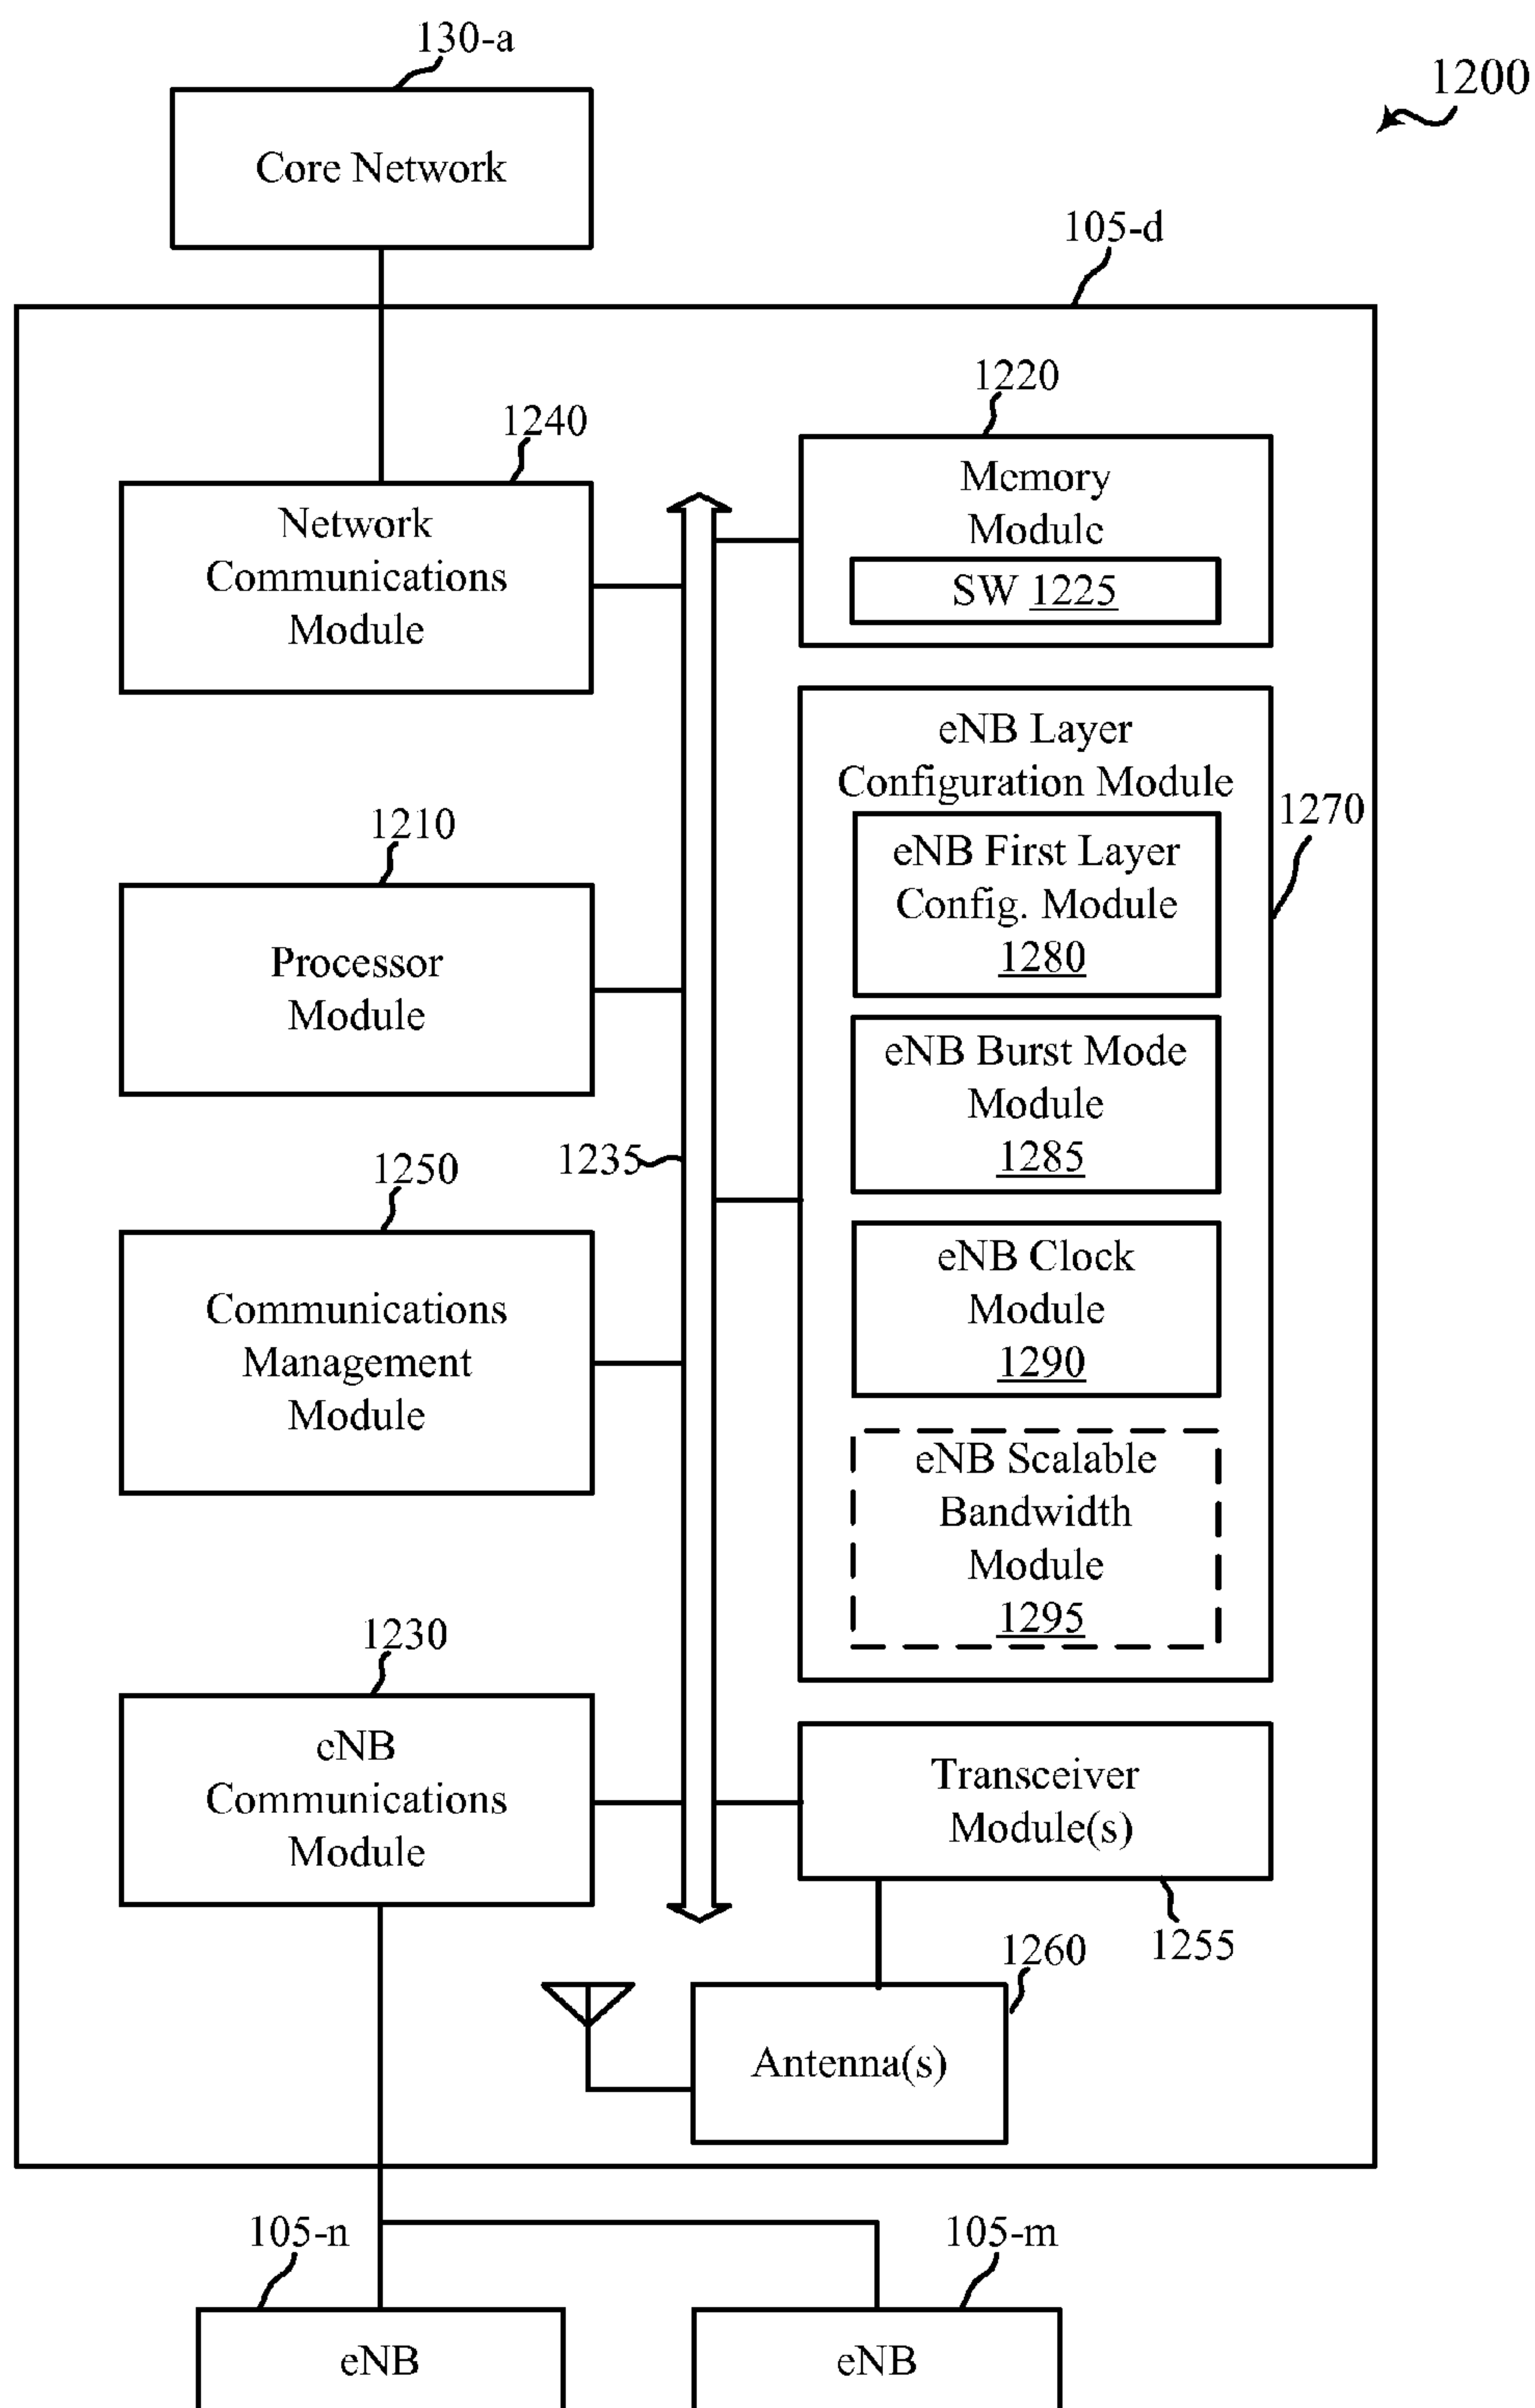 130-a
1200
Core Network
105-d
1220
1240
Memory
Module
SW 1225
Network
Communications
Module
eNB Layer
Configuration Module
1270
eNB First Layer
Config. Module
1280
1210
Processor
Module
eNB Burst Mode
Module
1285
1235
1250
Communications
Management
Module
eNB Clock
Module
1290
eNB Scalable
Bandwidth
Module
1295
1230
eNB
Communications
Module
Transceiver
Module(s)
1255
1260
Antenna(s)
105-n
105-m
eNB
eNB